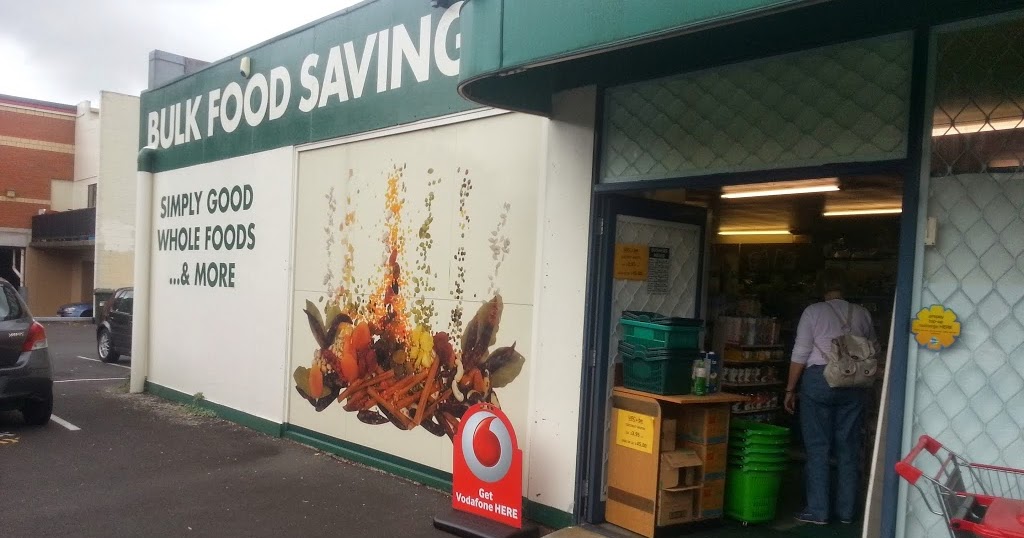 BULK FOOD SAVING
SIMPLY GOOD
WHOLE FOODS
...& MORE
Get
Vodafone HERE